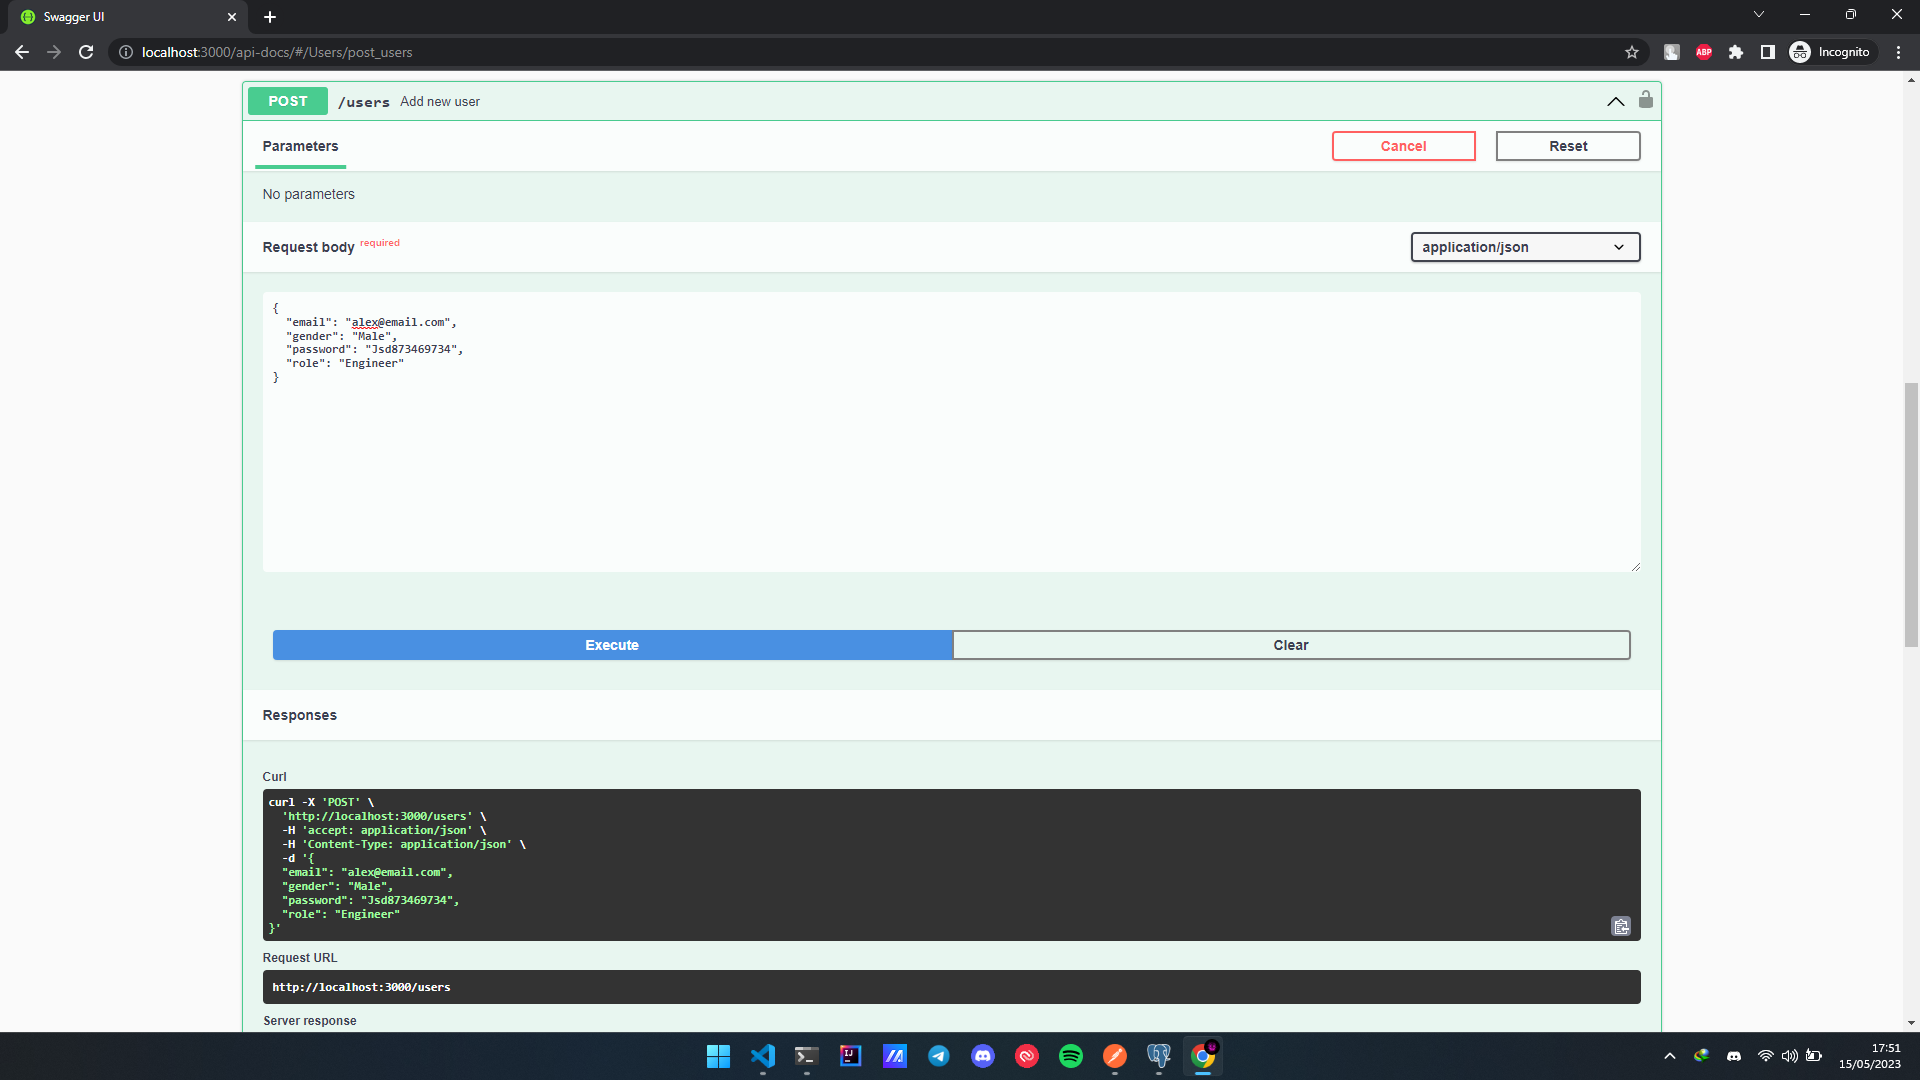 Swagger UI
localhost:3000/api-docs/#/Users/post_users
ABP
Incognito
POST /users Add new user
Parameters
Cancel
Reset
No parameters
Request body required
application/json
{
  "email": "alex@email.com",
  "gender": "Male",
  "password": "Jsd873469734",
  "role": "Engineer"
}
Execute
Clear
Responses
Curl
curl -X 'POST' \
  'http://localhost:3000/users' \
  -H 'accept: application/json' \
  -H 'Content-Type: application/json' \
  -d '{
  "email": "alex@email.com",
  "gender": "Male",
  "password": "Jsd873469734",
  "role": "Engineer"
}'
Request URL
http://localhost:3000/users
Server response
IJ
17:51
15/05/2023